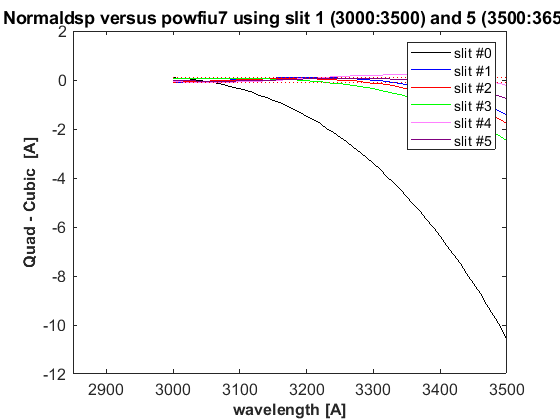 Normaldsp versus powfiu7 using slit 1 (3000:3500) and 5 (3500:365
2
0
-2
-4
-6
-8
-10
-12
Quad - Cubic [A]
slit #0
slit #1
slit #2
slit #3
slit #4
slit #5
2900
3000
3100
3200
3300
3400
3500
wavelength [A]